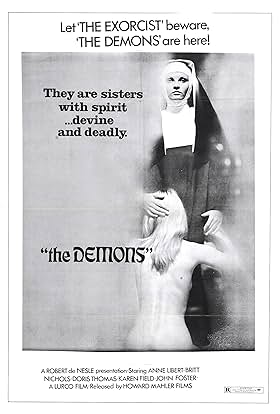 Let 'THE EXORCIST' beware,
'THE DEMONS' are here!
They are sisters
with spirit
...devine
and deadly.
"the DEMONS"
A ROBERT de NESLE presentation Starring ANNE LIBERT·BRITT
NICHOLS·DORIS THOMAS·KAREN FIELD·JOHN FOSTER·
A LURCO FILM Released by HOWARD MAHLER FILMS
R